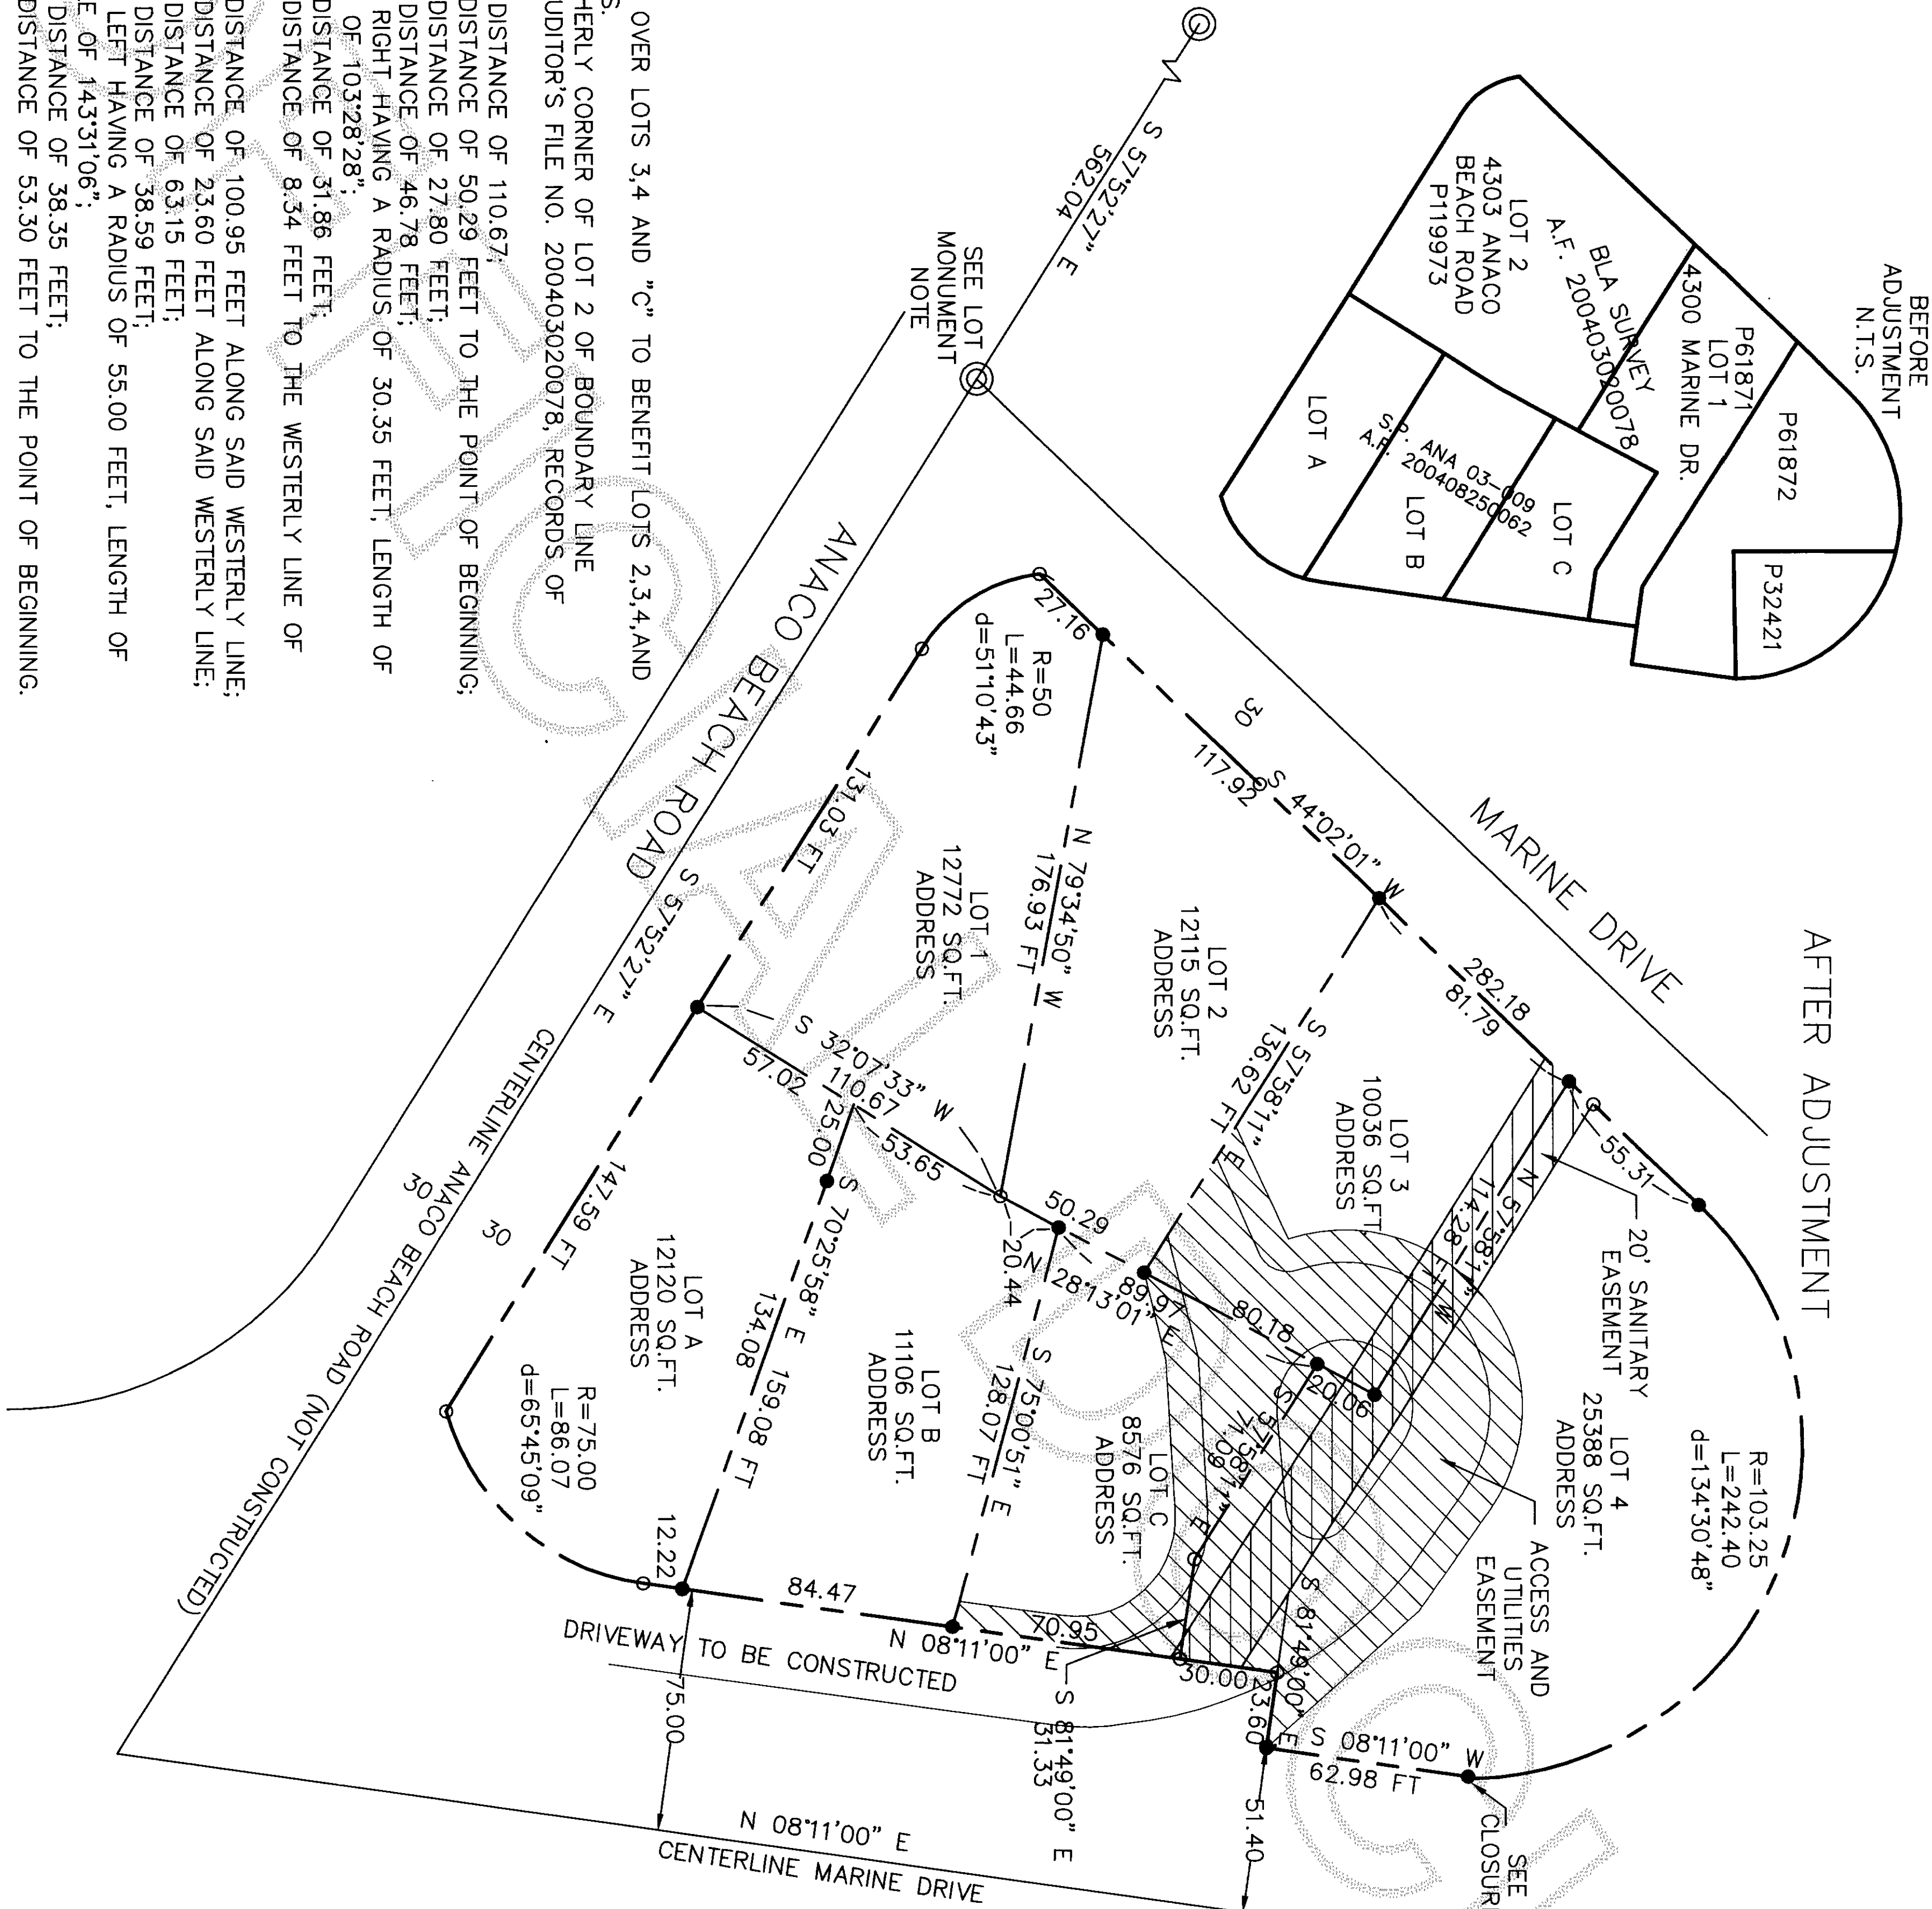 BEFORE
ADJUSTMENT
N.T.S.
P61872
P32421
P61871
LOT 1
4300 MARINE DR.
BLA SURVEY
A.F. 200403020078
LOT 2
4303 ANACO
BEACH ROAD
P119973
LOT C
S.P. ANA 03-009
A.F. 200408250062
LOT B
LOT A
AFTER ADJUSTMENT
MARINE DRIVE
S 57°52'27" E
562.04
SEE LOT
MONUMENT
NOTE
27.16
R=50
L=44.66
d=51°10'43"
30
117.92
S 44°02'01" W
282.18
81.79
55.31
20' SANITARY
EASEMENT
R=103.25
L=242.40
d=134°30'48"
LOT 4
25388 SQ.FT.
ADDRESS
ACCESS AND
UTILITIES
EASEMENT
N 57°58'11" W
114.28 FT
LOT 3
10036 SQ.FT.
ADDRESS
S 57°58'11" E
136.62 FT
LOT 2
12115 SQ.FT.
ADDRESS
N 79°34'50" W
176.93 FT
LOT 1
12772 SQ.FT.
ADDRESS
131.03 FT
S 32°07'33" W
110.67
57.02
53.65
25.00
50.29
20.44
N 28°13'01" E
89.97
80.18
20.06
S 57°58'11" E
71.09
LOT C
8576 SQ.FT.
ADDRESS
S 75°00'51" E
128.07 FT
LOT B
11106 SQ.FT.
ADDRESS
S 70°25'58" E 159.08 FT
134.08
LOT A
12120 SQ.FT.
ADDRESS
147.59 FT
R=75.00
L=86.07
d=65°45'09"
12.22
84.47
70.95
N 08°11'00" E
30.00
S 81°49'00" E
31.33
S 81°49'00" E
23.60
S 08°11'00" W
62.98 FT
SEE
51.40
75.00
DRIVEWAY TO BE CONSTRUCTED
N 08°11'00" E
CENTERLINE MARINE DRIVE
ANACO BEACH ROAD
S 57°52'27" E
CENTERLINE ANACO BEACH ROAD (NOT CONSTRUCTED)
30
30
OVER LOTS 3,4 AND "C" TO BENEFIT LOTS 2,3,4,AND
HERLY CORNER OF LOT 2 OF BOUNDARY LINE
UDITOR'S FILE NO. 200403020078, RECORDS OF
DISTANCE OF 110.67;
DISTANCE OF 50.29 FEET TO THE POINT OF BEGINNING;
DISTANCE OF 27.80 FEET;
DISTANCE OF 46.78 FEET;
RIGHT HAVING A RADIUS OF 30.35 FEET, LENGTH OF
OF 103°28'28";
DISTANCE OF 31.86 FEET;
DISTANCE OF 8.34 FEET TO THE WESTERLY LINE OF
DISTANCE OF 100.95 FEET ALONG SAID WESTERLY LINE;
DISTANCE OF 23.60 FEET ALONG SAID WESTERLY LINE;
DISTANCE OF 63.15 FEET;
DISTANCE OF 38.59 FEET;
LEFT HAVING A RADIUS OF 55.00 FEET, LENGTH OF
E OF 143°31'06";
DISTANCE OF 38.35 FEET;
DISTANCE OF 53.30 FEET TO THE POINT OF BEGINNING.